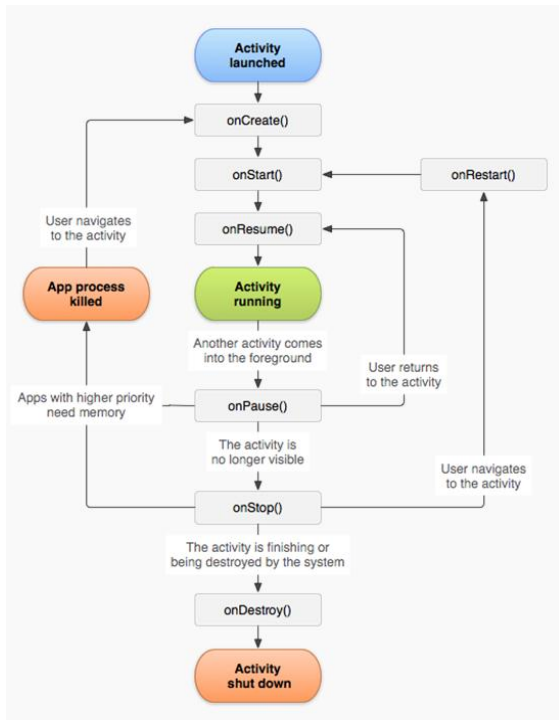 Activity
launched
onCreate()
onStart()
onRestart()
User navigates
to the activity
onResume()
App process
killed
Activity
running
Another activity comes
into the foreground
User returns
to the activity
Apps with higher priority
need memory
onPause()
The activity is
no longer visible
User navigates
to the activity
onStop()
The activity is finishing or
being destroyed by the system
onDestroy()
Activity
shut down